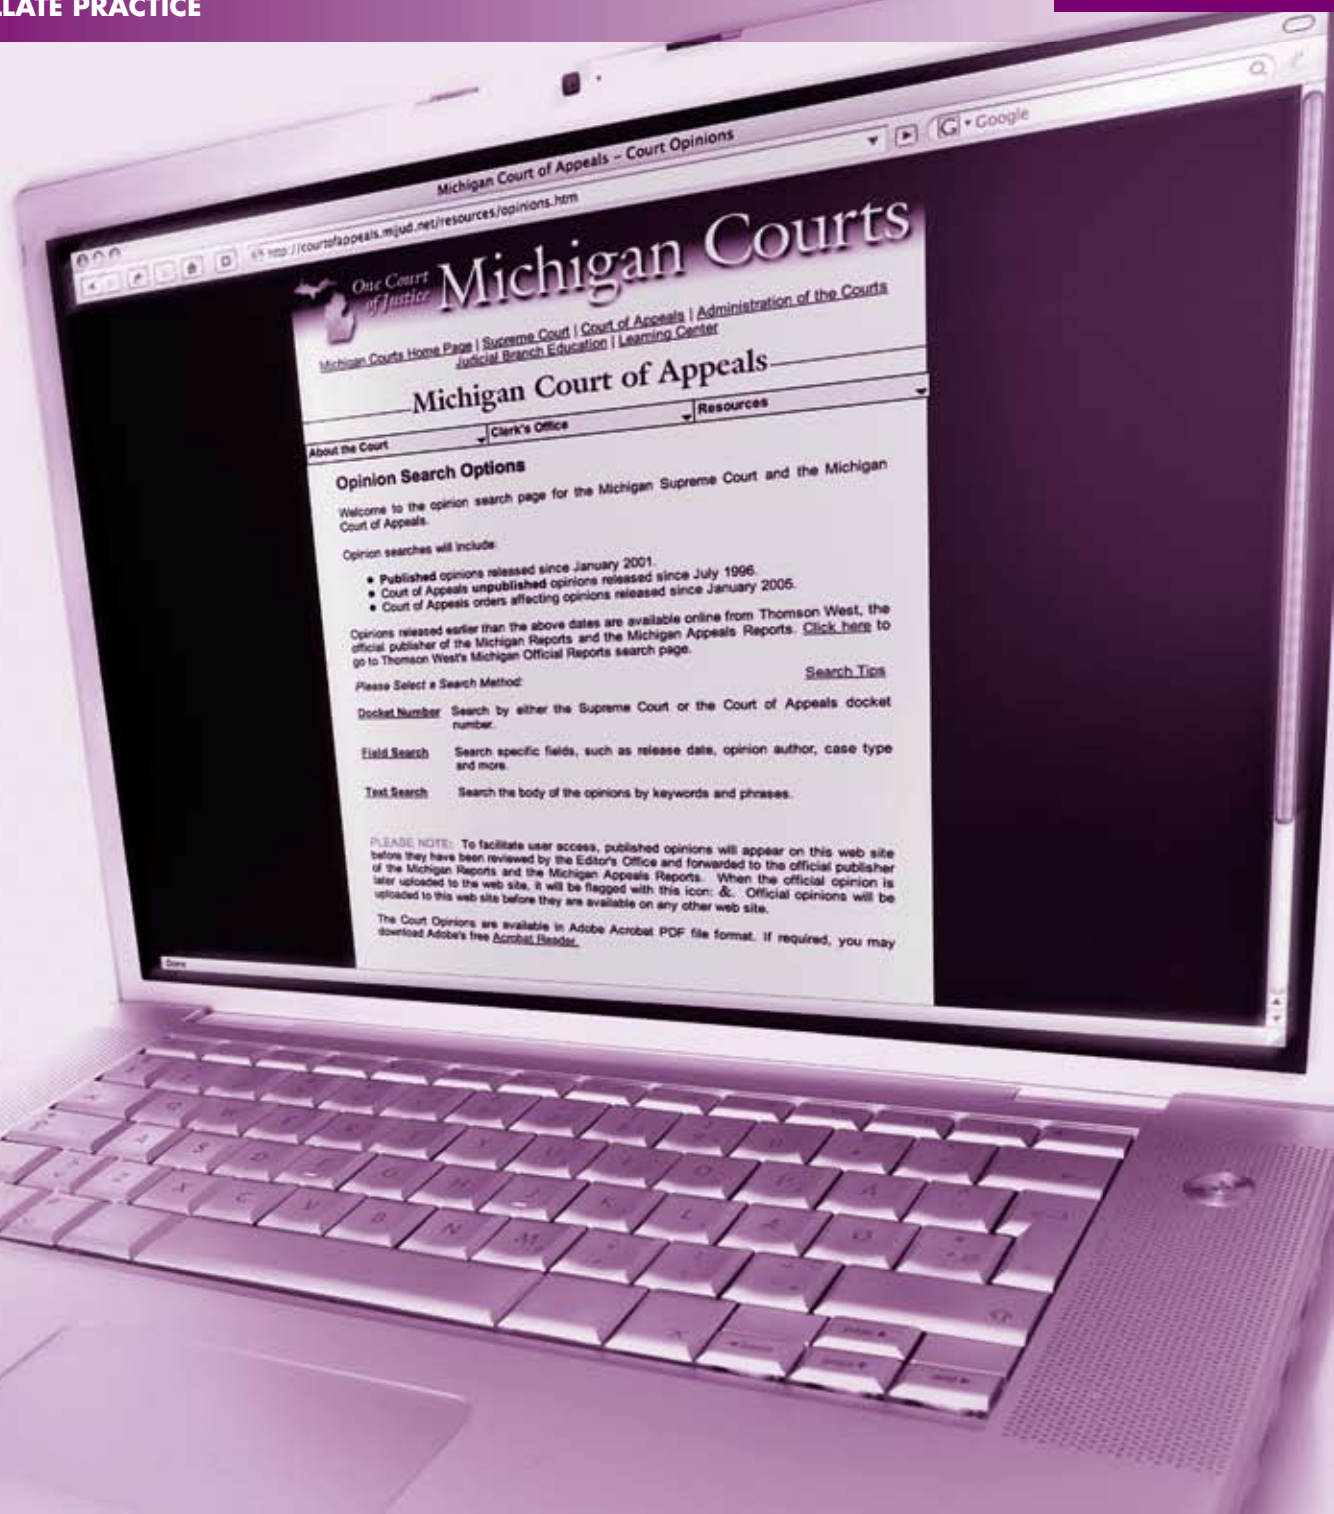 LLATE PRACTICE
Michigan Court of Appeals – Court Opinions
http://courtofappeals.mjud.net/resources/opinions.htm
Google
One Court
of Justice
Michigan Courts
Michigan Courts Home Page | Supreme Court | Court of Appeals | Administration of the Courts
Judicial Branch Education | Learning Center
Michigan Court of Appeals
About the Court Clerk's Office Resources
Opinion Search Options
Welcome to the opinion search page for the Michigan Supreme Court and the Michigan
Court of Appeals.
Opinion searches will include:
• Published opinions released since January 2001.
• Court of Appeals unpublished opinions released since July 1996.
• Court of Appeals orders affecting opinions released since January 2005.
Opinions released earlier than the above dates are available online from Thomson West, the
official publisher of the Michigan Reports and the Michigan Appeals Reports. Click here to
go to Thomson West's Michigan Official Reports search page.
Please Select a Search Method: Search Tips
Docket Number Search by either the Supreme Court or the Court of Appeals docket
number.
Field Search Search specific fields, such as release date, opinion author, case type
and more.
Text Search Search the body of the opinions by keywords and phrases.
PLEASE NOTE: To facilitate user access, published opinions will appear on this web site
before they have been reviewed by the Editor's Office and forwarded to the official publisher
of the Michigan Reports and the Michigan Appeals Reports. When the official opinion is
later uploaded to the web site, it will be flagged with this icon: &. Official opinions will be
uploaded to this web site before they are available on any other web site.
The Court Opinions are available in Adobe Acrobat PDF file format. If required, you may
download Adobe's free Acrobat Reader.
Done